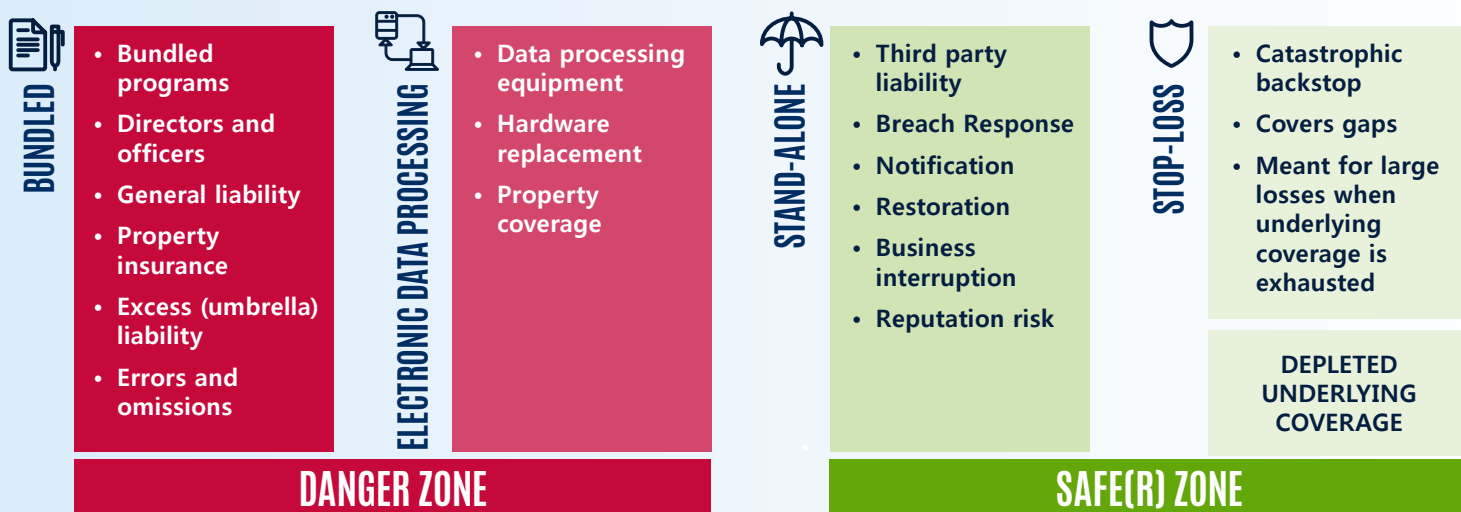 BUNDLED
• Bundled
programs
• Directors and
officers
• General liability
• Property
insurance
• Excess (umbrella)
liability
• Errors and
omissions
ELECTRONIC DATA PROCESSING
• Data processing
equipment
• Hardware
replacement
• Property
coverage
DANGER ZONE
STAND-ALONE
• Third party
liability
• Breach Response
• Notification
• Restoration
• Business
interruption
• Reputation risk
STOP-LOSS
• Catastrophic
backstop
• Covers gaps
• Meant for large
losses when
underlying
coverage is
exhausted
DEPLETED
UNDERLYING
COVERAGE
SAFE(R) ZONE